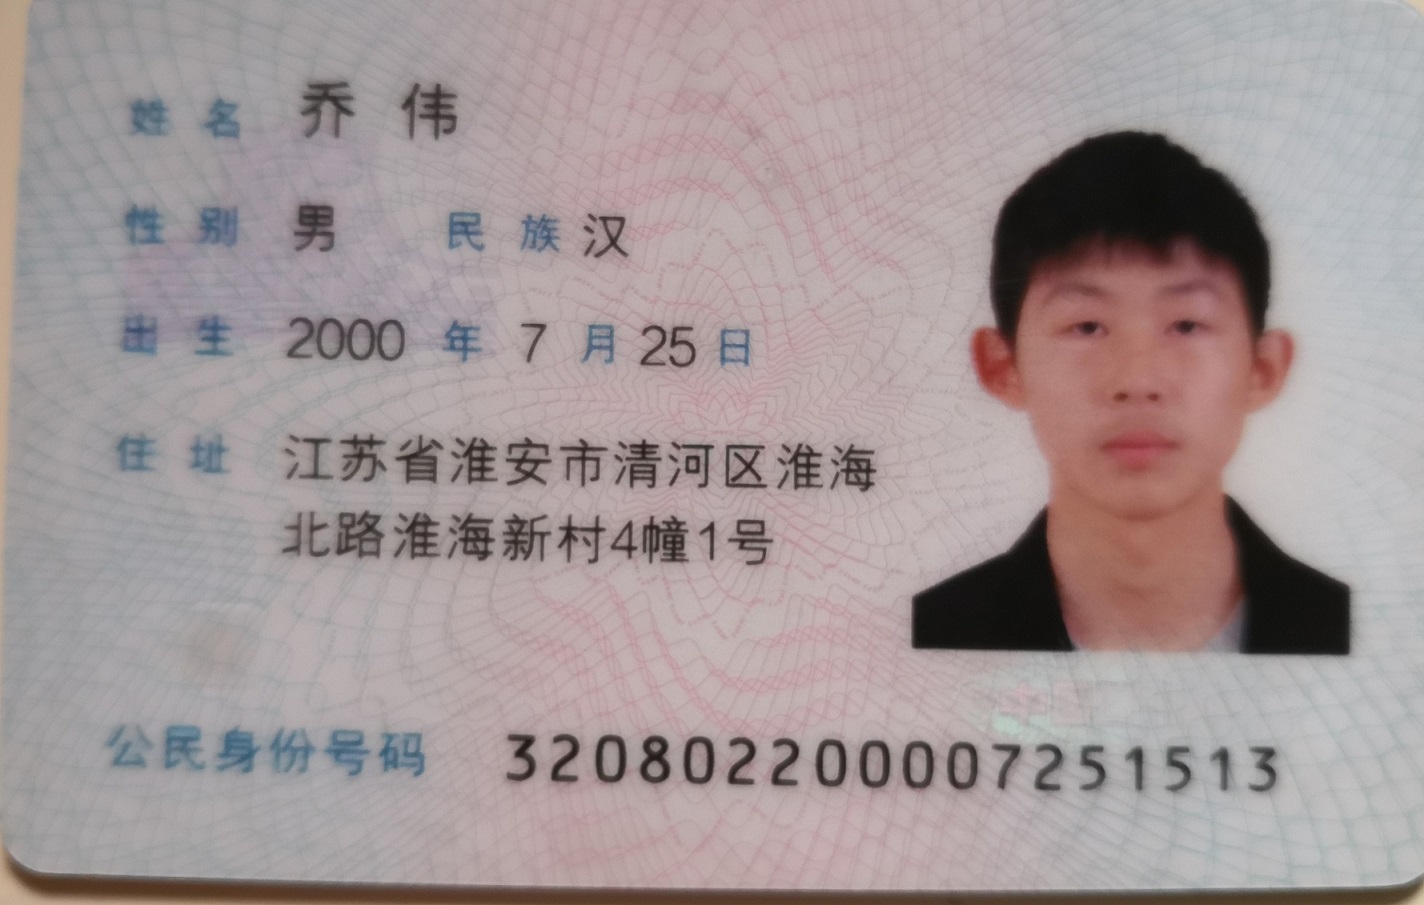 姓名 乔伟
性别 男 民族 汉
出生 2000 年 7 月 25 日
住址 江苏省淮安市清河区淮海
北路淮海新村4幢1号
公民身份号码 320802200007251513